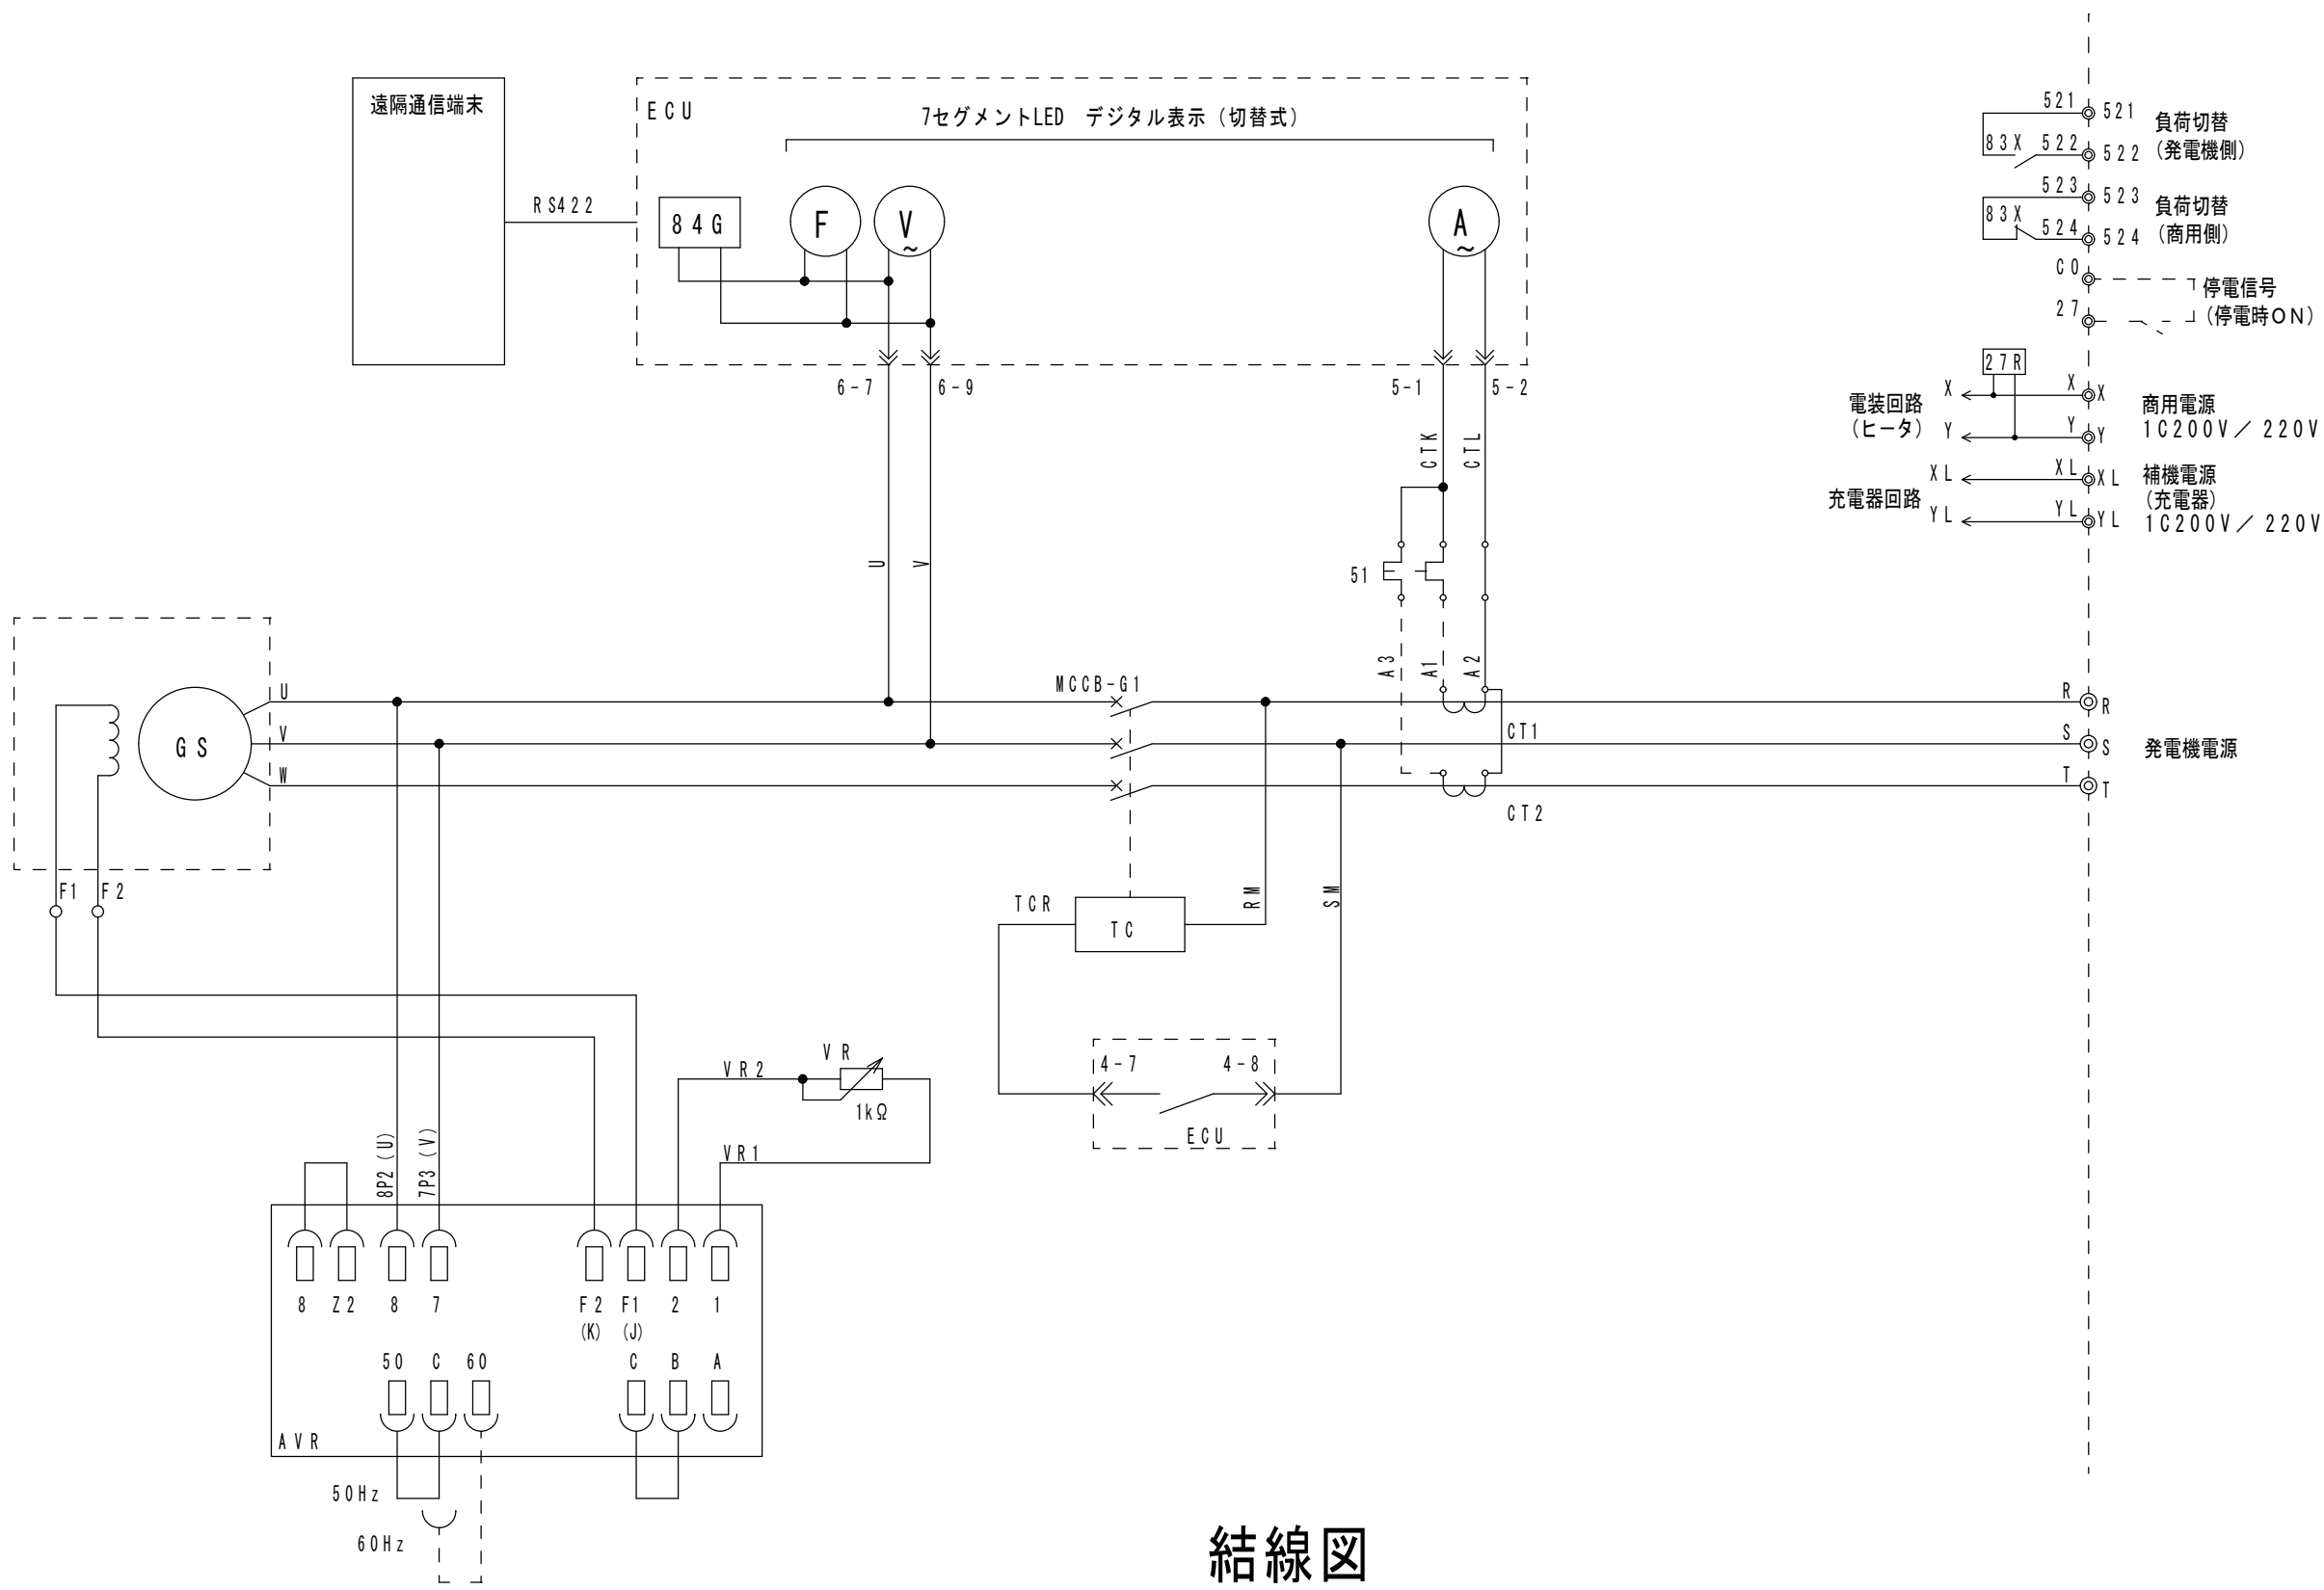 遠隔通信端末
RS422
ECU
7セグメントLED デジタル表示（切替式）
84G
F
V
~
A
~
6-7
6-9
5-1
5-2
521
521
負荷切替
83X
522
522
（発電機側）
523
523
負荷切替
83X
524
524
（商用側）
C0
停電信号
27
（停電時ON）
27R
X
X
X
電装回路
商用電源
（ヒータ）
Y
Y
Y
1C200V／220V
XL
XL
XL
補機電源
充電器回路
（充電器）
YL
YL
YL
1C200V／220V
CTK
CTL
U
V
51
A3
A1
A2
MCCB-G1
GS
U
V
W
CT1
CT2
R
R
S
S
発電機電源
T
T
F1
F2
TCR
TC
RM
SM
4-7
4-8
ECU
VR
VR2
1kΩ
VR1
8P2(U)
7P3(V)
8
Z2
8
7
F2
F1
2
1
(K)
(J)
50
C
60
C
B
A
AVR
50Hz
60Hz
結線図